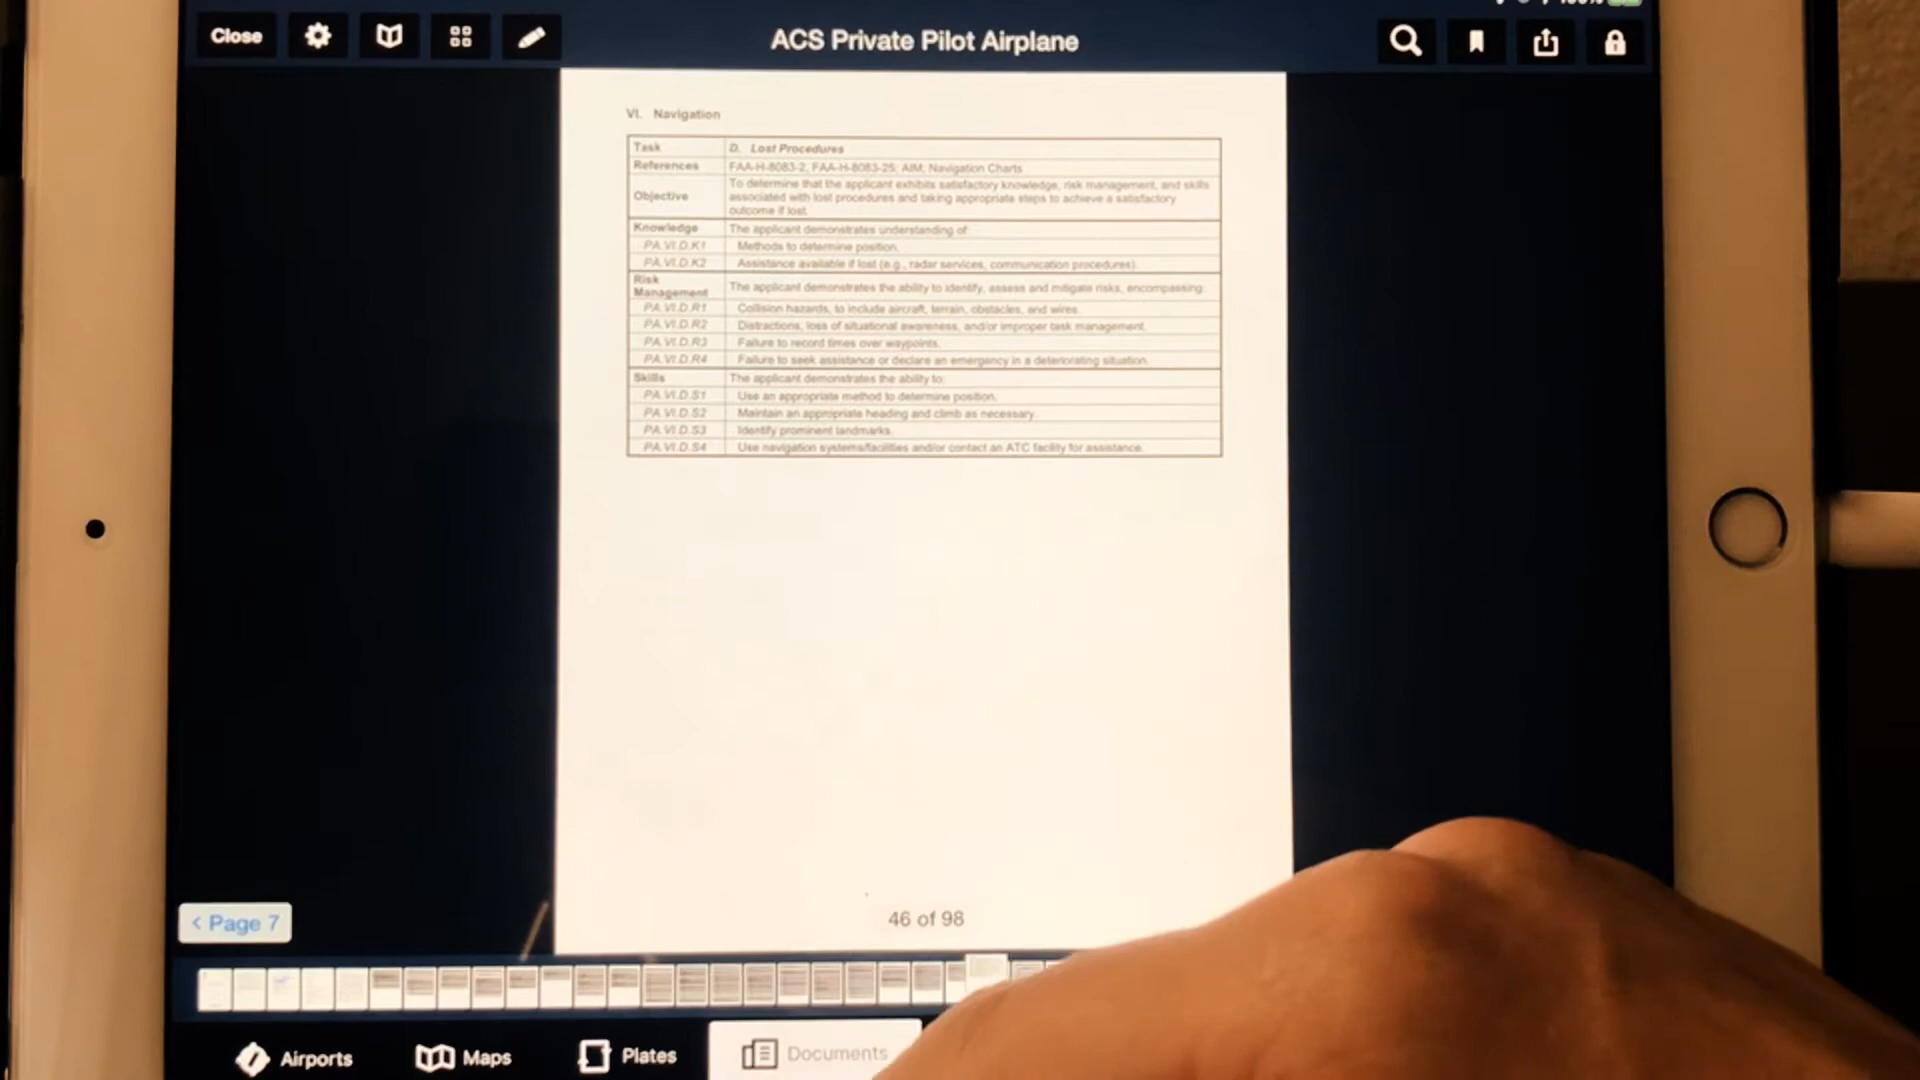 100%
Close
ACS Private Pilot Airplane
VI. Navigation
Task
D. Lost Procedures
References
FAA-H-8083-2, FAA-H-8083-25; AIM; Navigation Charts
Objective
To determine that the applicant exhibits satisfactory knowledge, risk management, and skills
associated with lost procedures and taking appropriate steps to achieve a satisfactory
outcome if lost.
Knowledge
The applicant demonstrates understanding of:
PA.VI.D.K1
Methods to determine position.
PA.VI.D.K2
Assistance available if lost (e.g., radar services, communication procedures).
Risk
Management
The applicant demonstrates the ability to identify, assess and mitigate risks, encompassing:
PA.VI.D.R1
Collision hazards, to include aircraft, terrain, obstacles, and wires.
PA.VI.D.R2
Distractions, loss of situational awareness, and/or improper task management.
PA.VI.D.R3
Failure to record times over waypoints.
PA.VI.D.R4
Failure to seek assistance or declare an emergency in a deteriorating situation.
Skills
The applicant demonstrates the ability to:
PA.VI.D.S1
Use an appropriate method to determine position.
PA.VI.D.S2
Maintain an appropriate heading and climb as necessary.
PA.VI.D.S3
Identify prominent landmarks.
PA.VI.D.S4
Use navigation systems/facilities and/or contact an ATC facility for assistance.
46 of 98
< Page 7
Airports
Maps
Plates
Documents